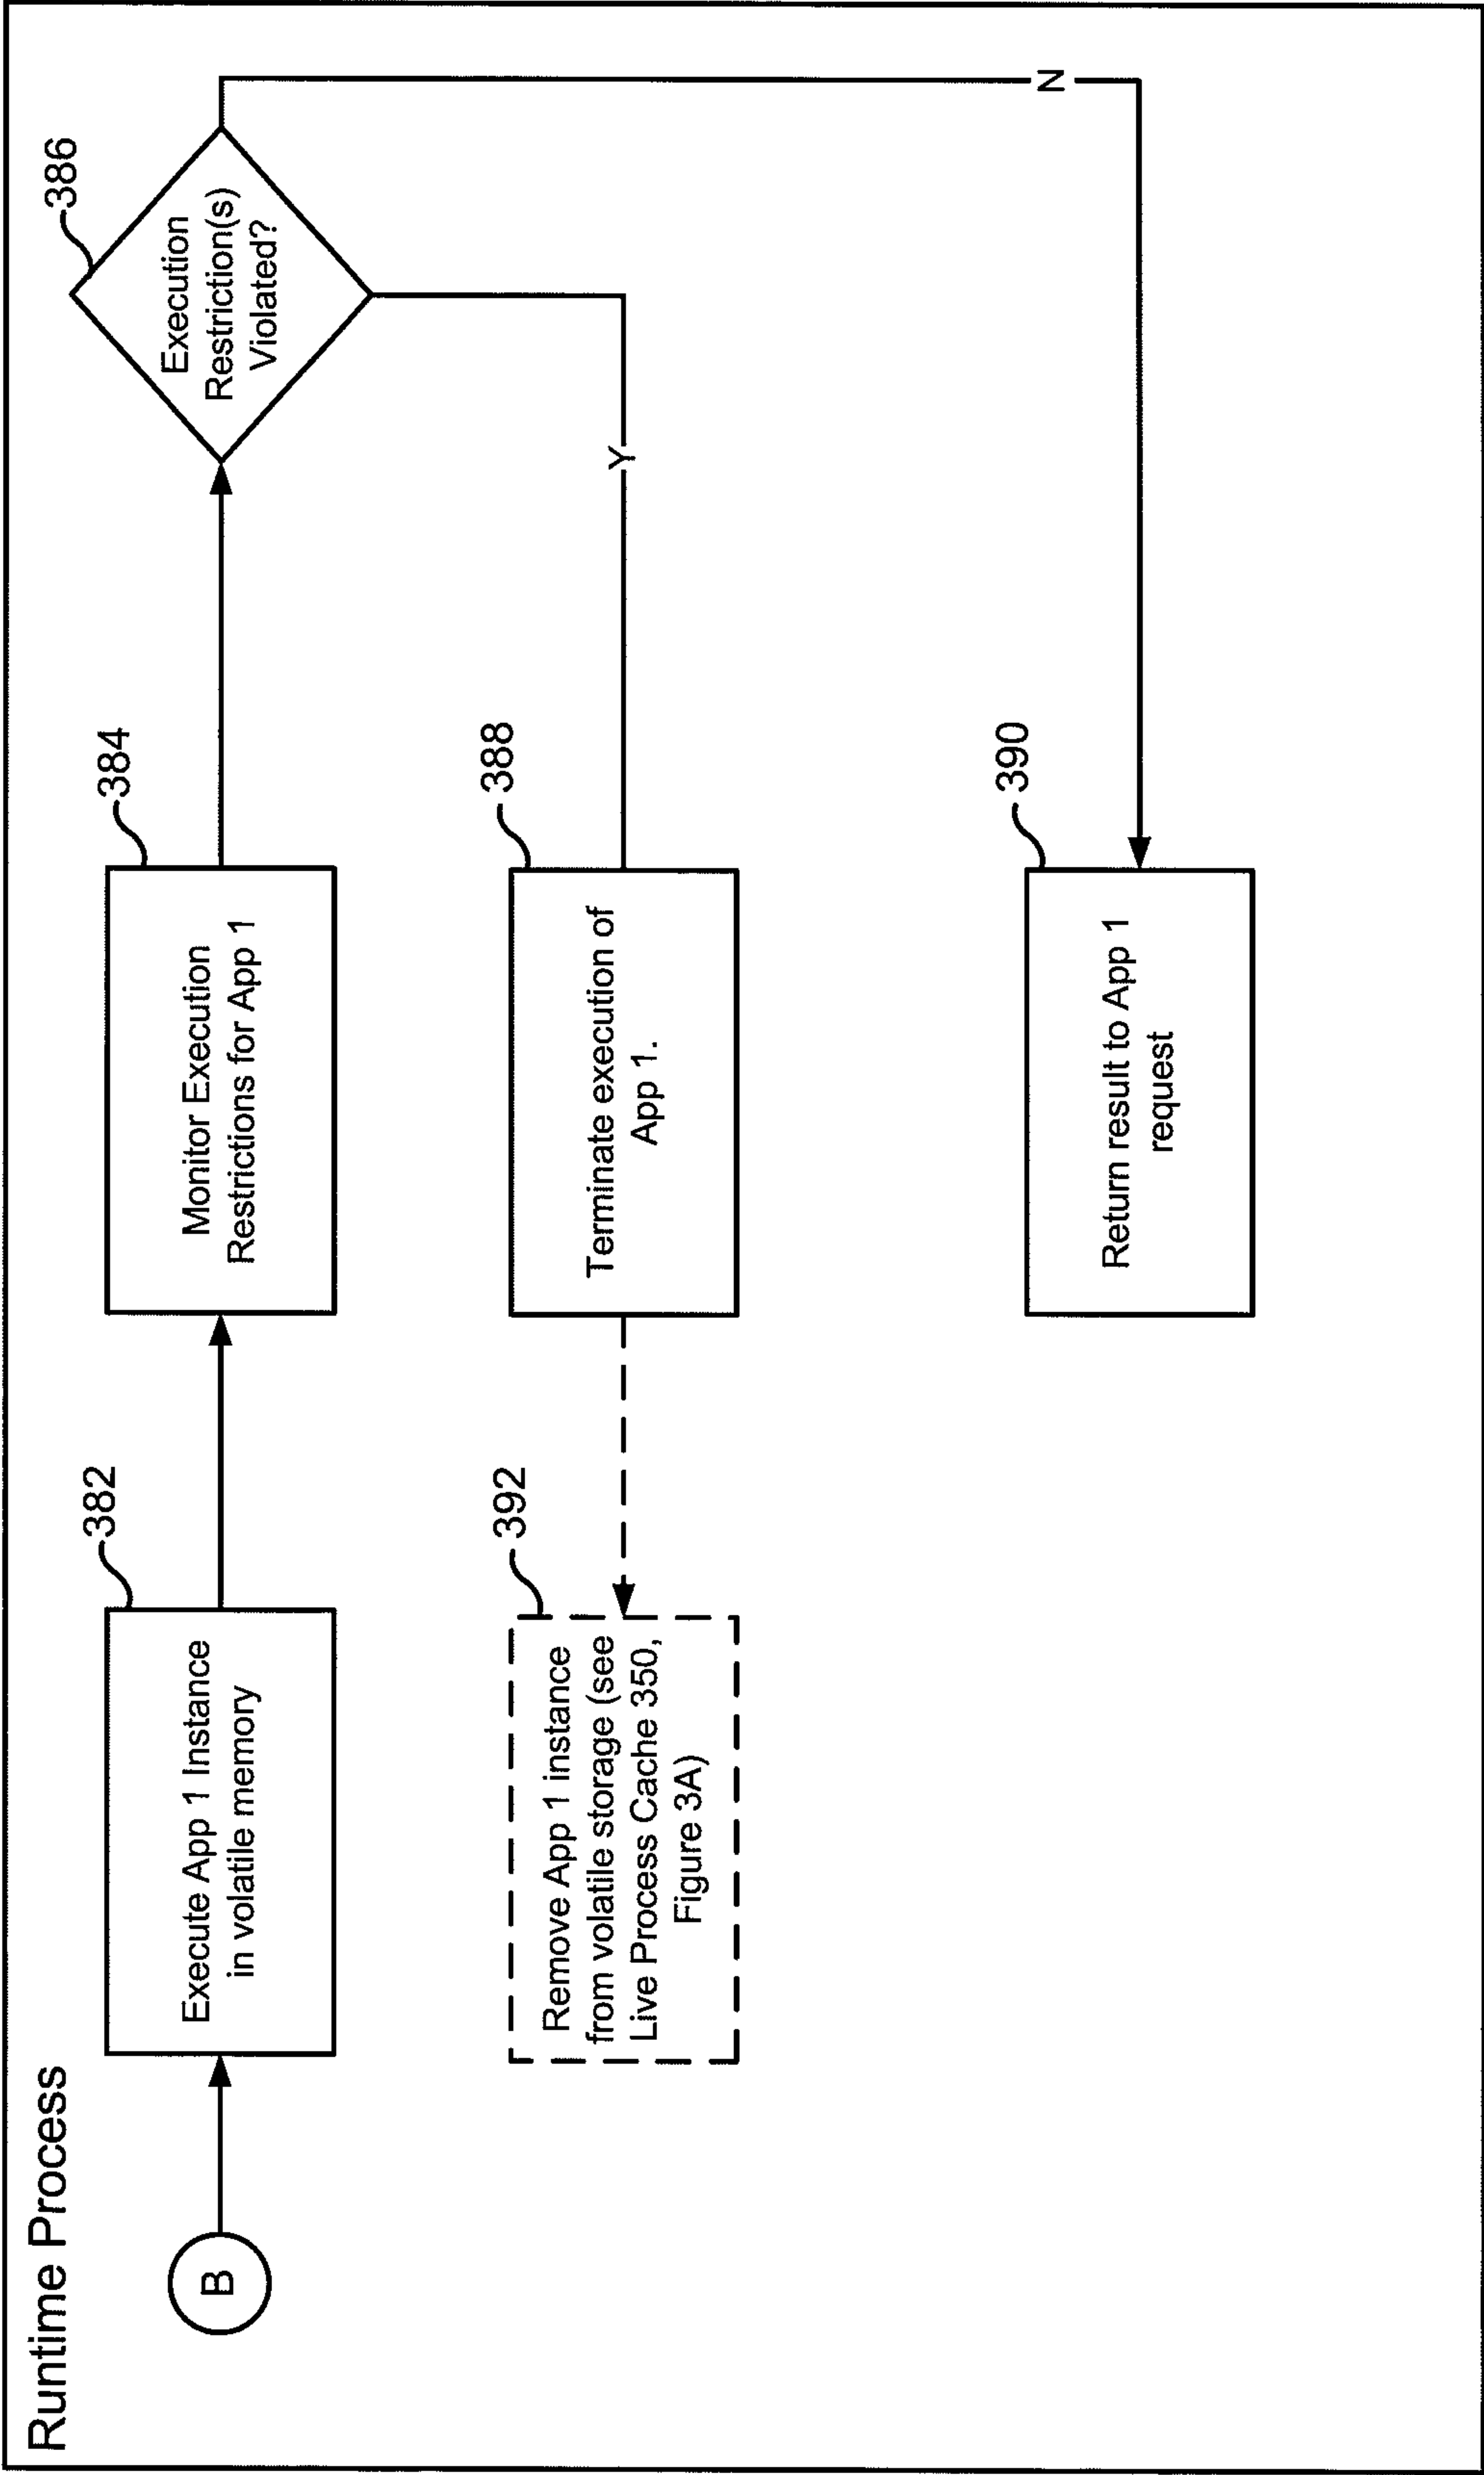 Runtime Process
B
382
Execute App 1 Instance
in volatile memory
384
Monitor Execution
Restrictions for App 1
386
Execution
Restriction(s)
Violated?
Y
N
388
Terminate execution of
App 1.
392
Remove App 1 instance
from volatile storage (see
Live Process Cache 350,
Figure 3A)
390
Return result to App 1
request